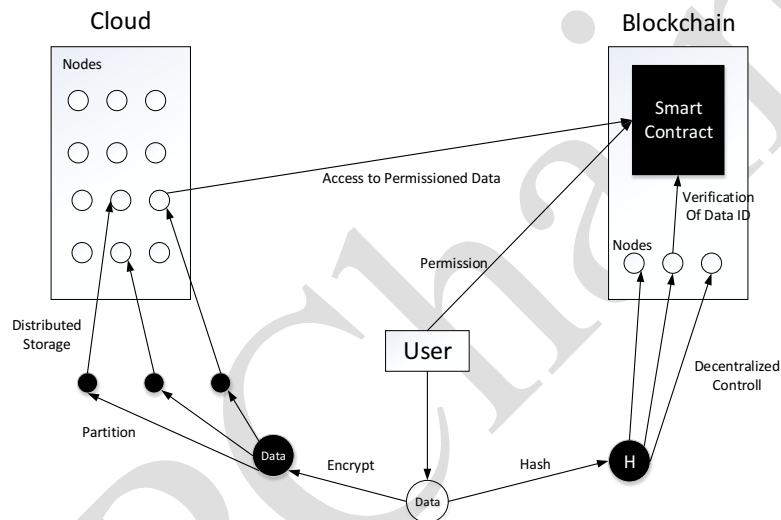 Cloud
Blockchain
Nodes
Smart
Contract
Access to Permissioned Data
Verification
Of Data ID
Permission
Nodes
Distributed
Storage
User
Decentralized
Controll
Partition
Data
Encrypt
Hash
H
Data